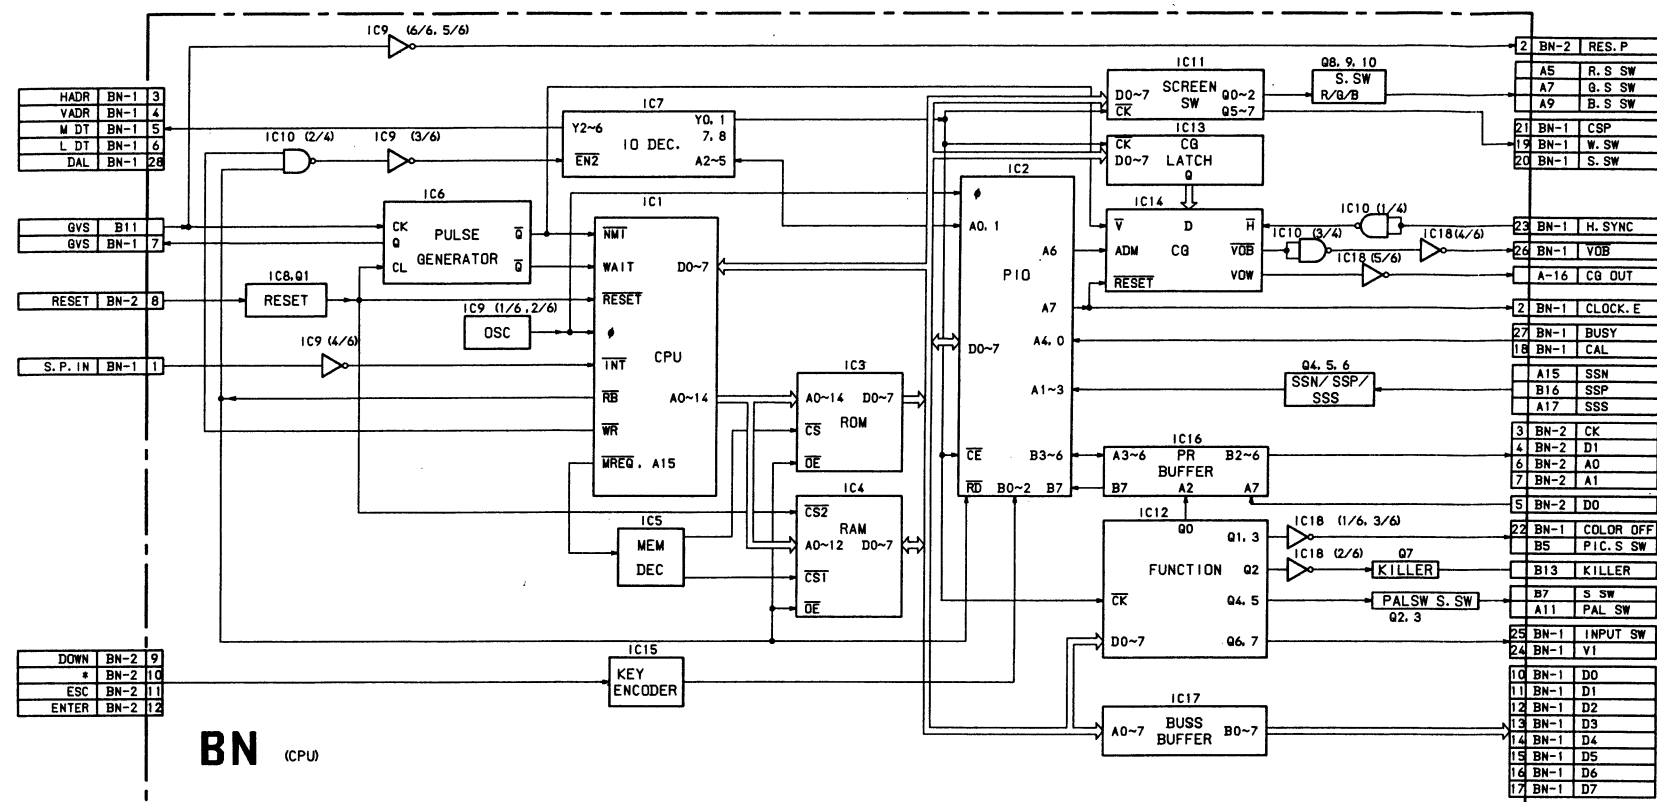 IC9 (6/6, 5/6)
2 BN-2 RES.P
HADR BN-1 3
VADR BN-1 4
M DT BN-1 5
L DT BN-1 6
DAL BN-1 28
IC10 (2/4)
IC9 (3/6)
IC7
Y2~6
Y0, 1
7, 8
IO DEC.
EN2
A2~5
IC11
D0~7
CK
SCREEN
SW
Q0~2
Q5~7
Q8, 9, 10
S. SW
R/G/B
A5 R.S SW
A7 G.S SW
A9 B.S SW
21 BN-1 CSP
19 BN-1 W.SW
20 BN-1 S.SW
IC13
CK
D0~7
CG
LATCH
Q
GVS B11
GVS BN-1 7
IC6
CK
Q
CL
PULSE
GENERATOR
Q
Q
IC1
NMI
WAIT
RESET
φ
INT
RB
WR
MREQ, A15
D0~7
CPU
A0~14
IC2
φ
A0, 1
PIO
D0~7
CE
RD
A6
A7
A4, 0
A1~3
B3~6
B0~2
B7
IC14
V
D
H
ADM
CG
VOB
VOW
RESET
IC10 (1/4)
IC10 (3/4)
IC18(4/6)
IC18 (5/6)
23 BN-1 H.SYNC
26 BN-1 VOB
A-16 CG OUT
2 BN-1 CLOCK.E
27 BN-1 BUSY
18 BN-1 CAL
RESET BN-2 8
IC8,Q1
RESET
IC9 (1/6,2/6)
OSC
S.P.IN BN-1 1
IC9 (4/6)
IC3
A0~14
D0~7
ROM
CS
OE
Q4, 5, 6
SSN/SSP/
SSS
A15 SSN
B16 SSP
A17 SSS
IC4
CS2
RAM
A0~12
D0~7
CS1
OE
IC5
MEM
DEC
IC16
A3~6
PR
BUFFER
B2~6
B7
A2
A7
3 BN-2 CK
4 BN-2 D1
6 BN-2 A0
7 BN-2 A1
5 BN-2 D0
IC12
Q0
Q1, 3
Q2
FUNCTION
CK
Q4, 5
D0~7
Q6, 7
IC18 (1/6, 3/6)
IC18 (2/6)
Q7
KILLER
PALSW S.SW
Q2, 3
22 BN-1 COLOR OFF
B5 PIC.S SW
B13 KILLER
B7 S SW
A11 PAL SW
25 BN-1 INPUT SW
24 BN-1 V1
DOWN BN-2 9
* BN-2 10
ESC BN-2 11
ENTER BN-2 12
IC15
KEY
ENCODER
IC17
A0~7
BUSS
BUFFER
B0~7
10 BN-1 D0
11 BN-1 D1
12 BN-1 D2
13 BN-1 D3
14 BN-1 D4
15 BN-1 D5
16 BN-1 D6
17 BN-1 D7
BN (CPU)